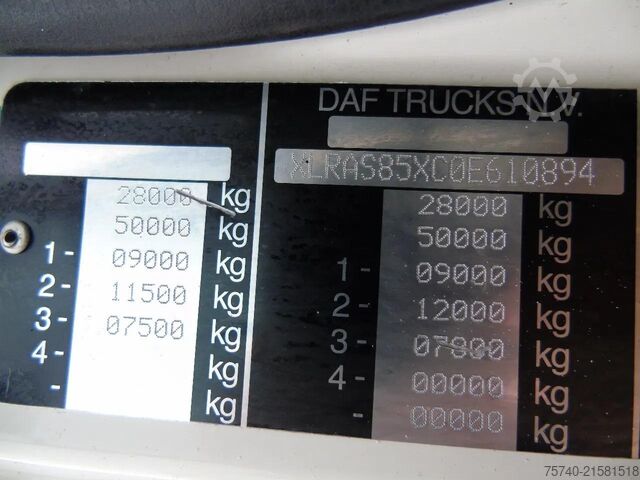 28000 kg
50000 kg
1- 09000 kg
2- 11500 kg
3- 07500 kg
4- kg
- kg
DAF TRUCKS N.V.
XLRAS85XC0E610894
28000 kg
50000 kg
1- 09000 kg
2- 12000 kg
3- 07800 kg
4- 00000 kg
- 00000 kg
75740-21581518